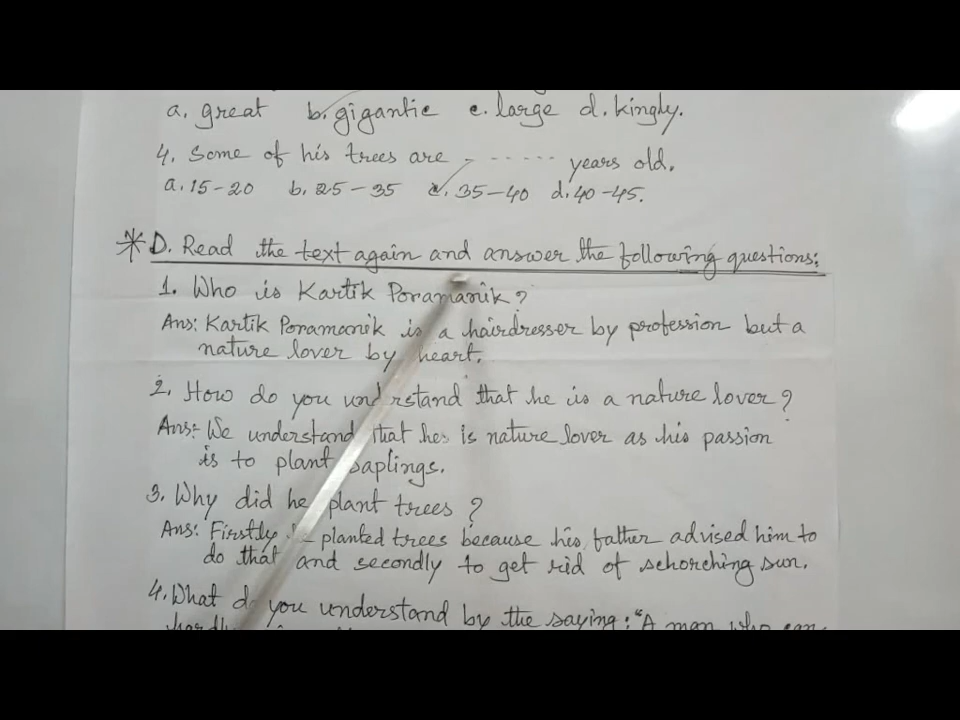 a. great b. gigantic c. large d. kingly.
4. Some of his trees are - ----- years old.
a. 15-20 b. 25-35 c. 35-40 d. 40-45.
* D. Read the text again and answer the following questions:
1. Who is Kartik Poramanik?
Ans: Kartik Poramanik is a hairdresser by profession but a
nature lover by heart.
2. How do you understand that he is a nature lover?
Ans:- We understand that hes is nature lover as his passion
is to plant saplings.
3. Why did he plant trees?
Ans: Firstly planted trees because his father advised him to
do that and secondly to get rid of schorching sun.
4. What do you understand by the saying: "A man who can